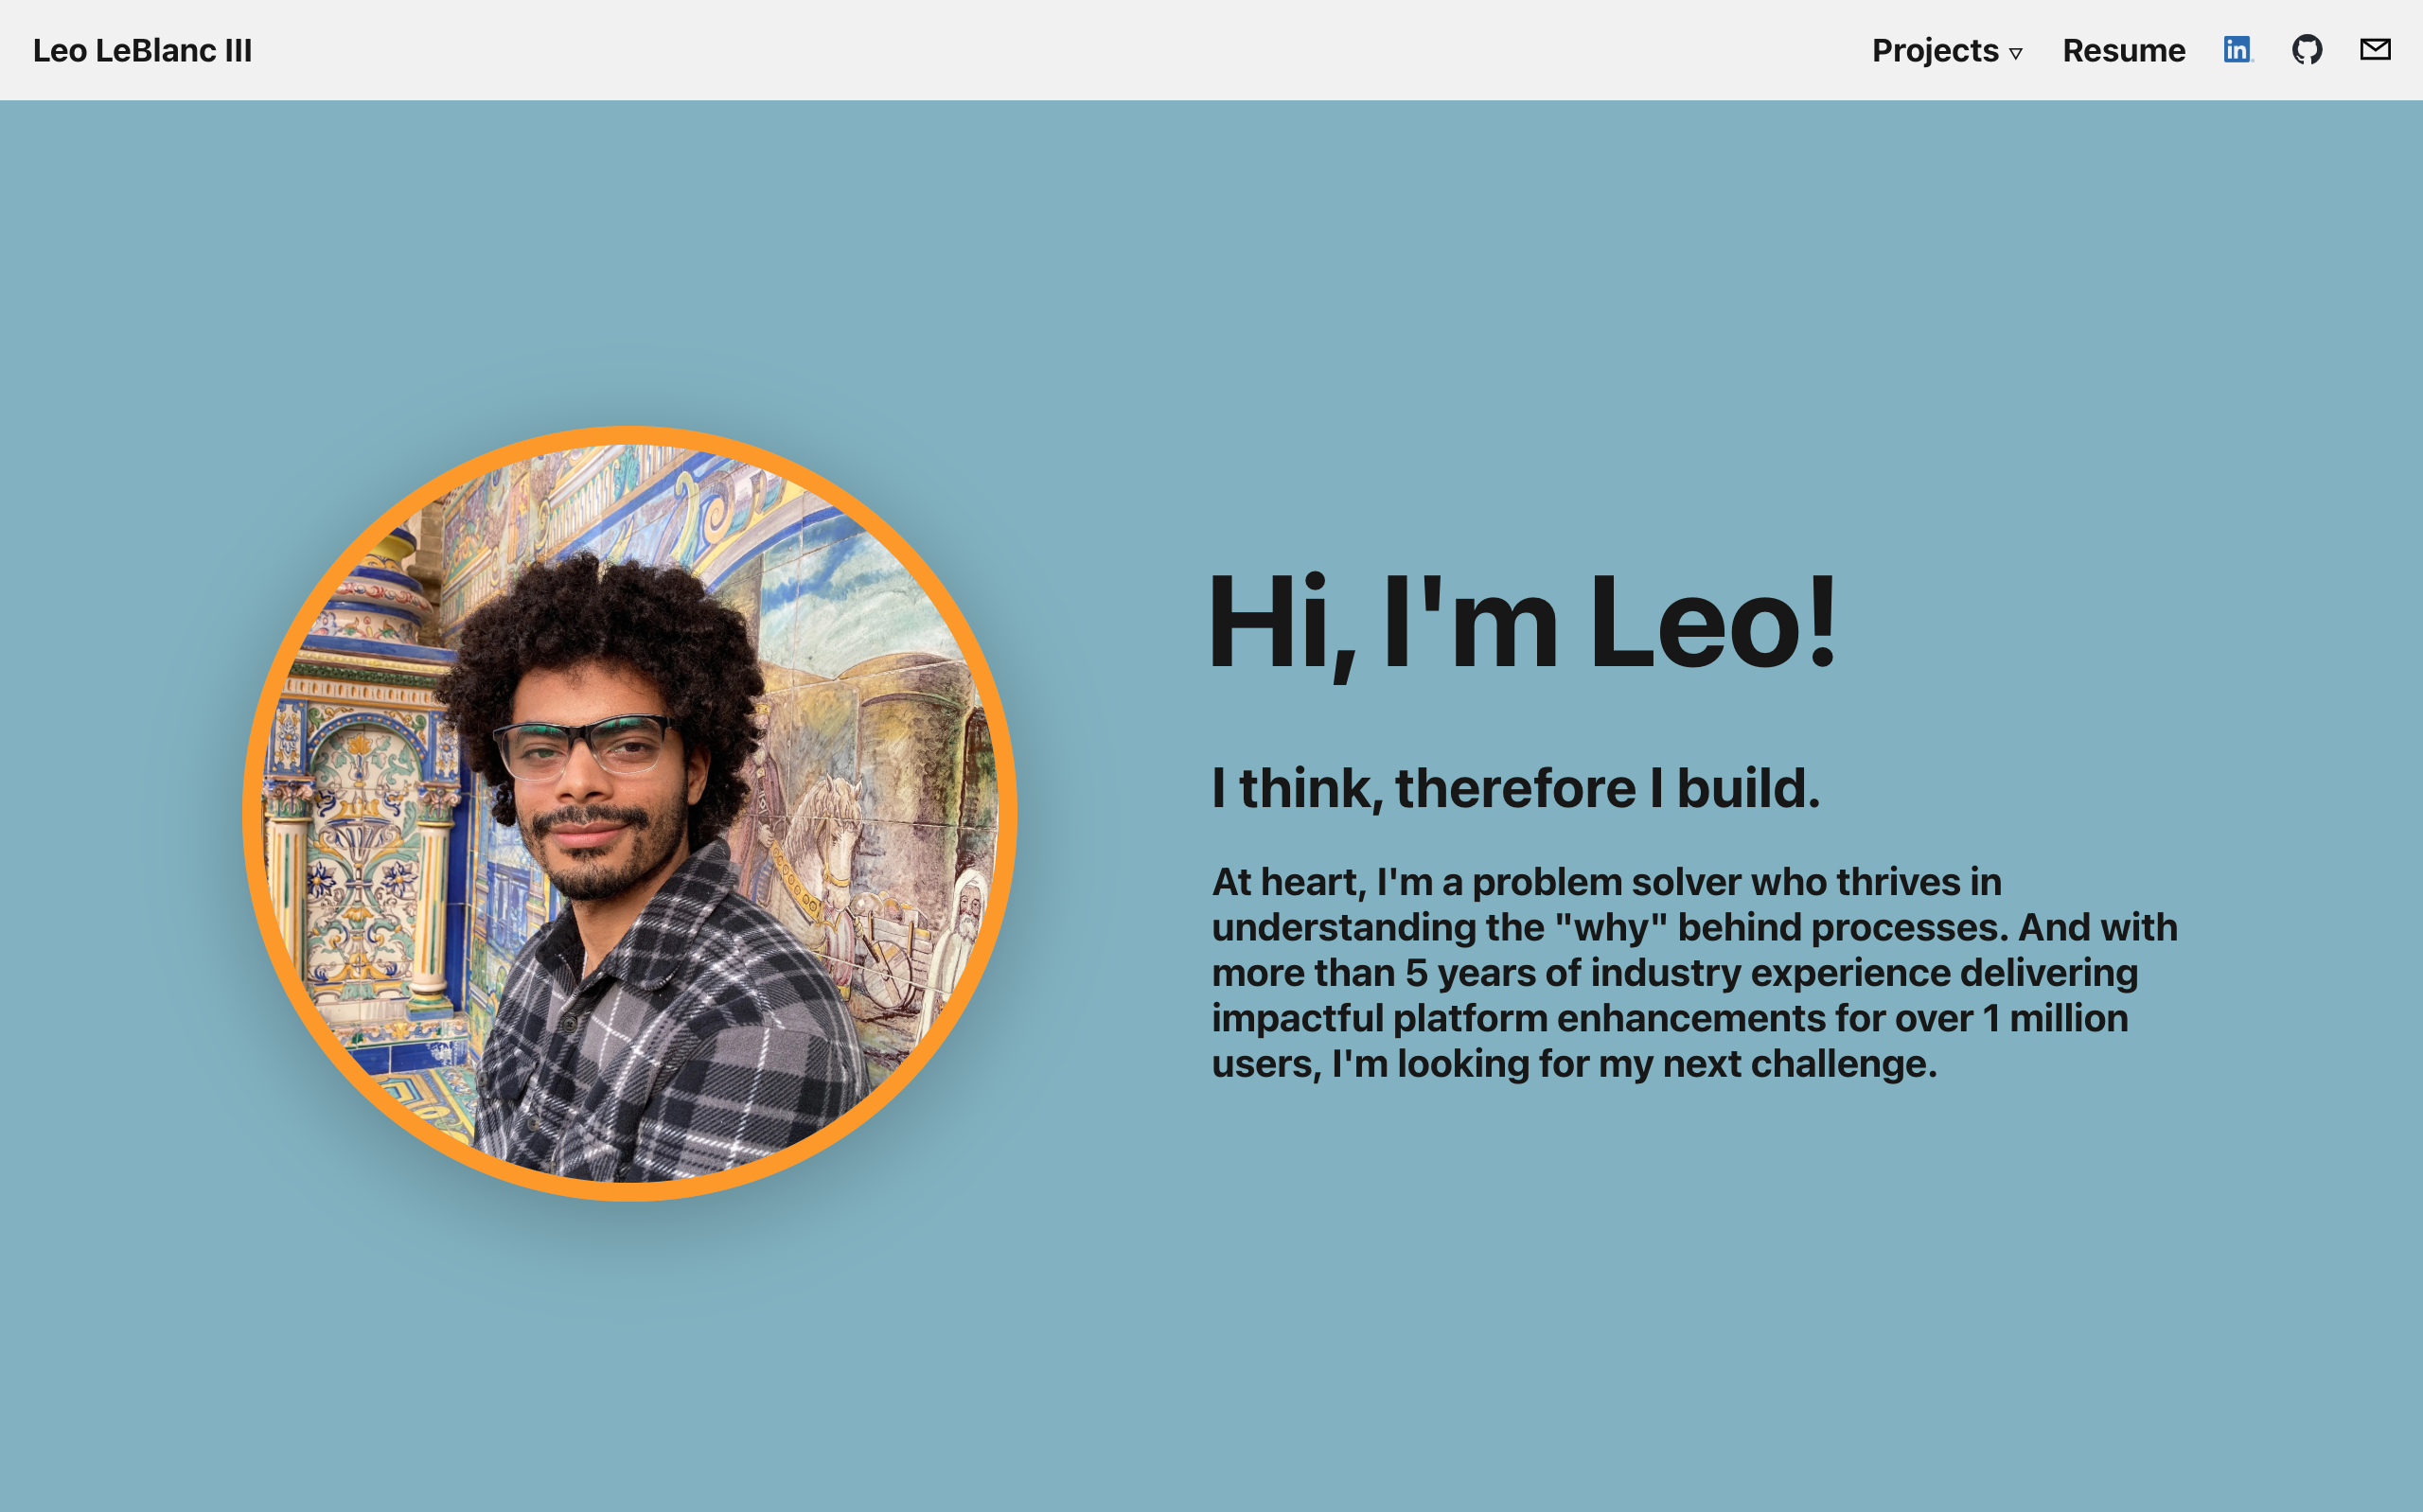 Leo LeBlanc III
Projects ▿
Resume
in
Hi, I'm Leo!
I think, therefore I build.
At heart, I'm a problem solver who thrives in
understanding the "why" behind processes. And with
more than 5 years of industry experience delivering
impactful platform enhancements for over 1 million
users, I'm looking for my next challenge.